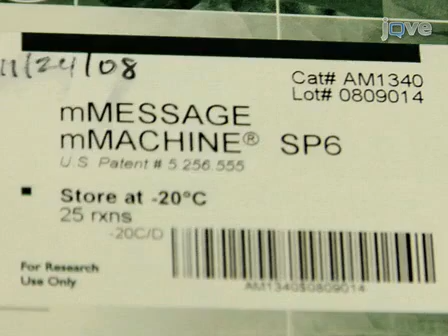 jove
11/24/08
Cat# AM1340
Lot# 0809014
mMESSAGE
mMACHINE® SP6
U.S. Patent # 5,256,555
Store at -20°C
25 rxns
-20C/D
For Research
Use Only
AM1340S0809014